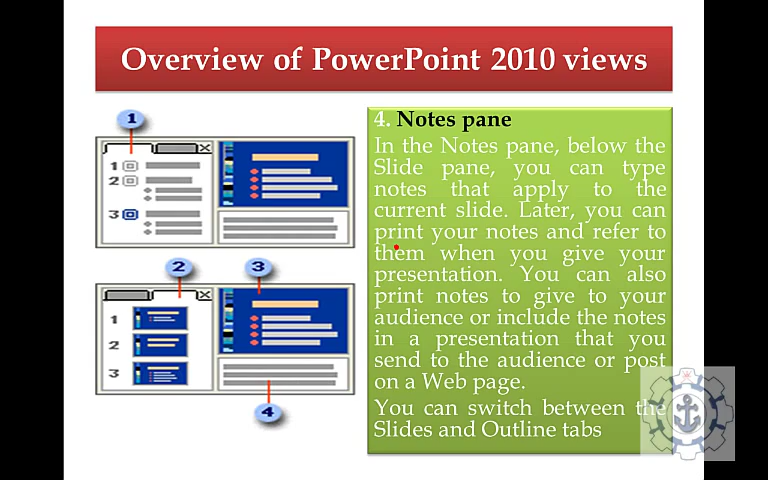 Overview of PowerPoint 2010 views
1
1
2
3
2
3
1
2
3
4
4. Notes pane
In the Notes pane, below the
Slide pane, you can type
notes that apply to the
current slide. Later, you can
print your notes and refer to
them when you give your
presentation. You can also
print notes to give to your
audience or include the notes
in a presentation that you
send to the audience or post
on a Web page.
You can switch between the
Slides and Outline tabs